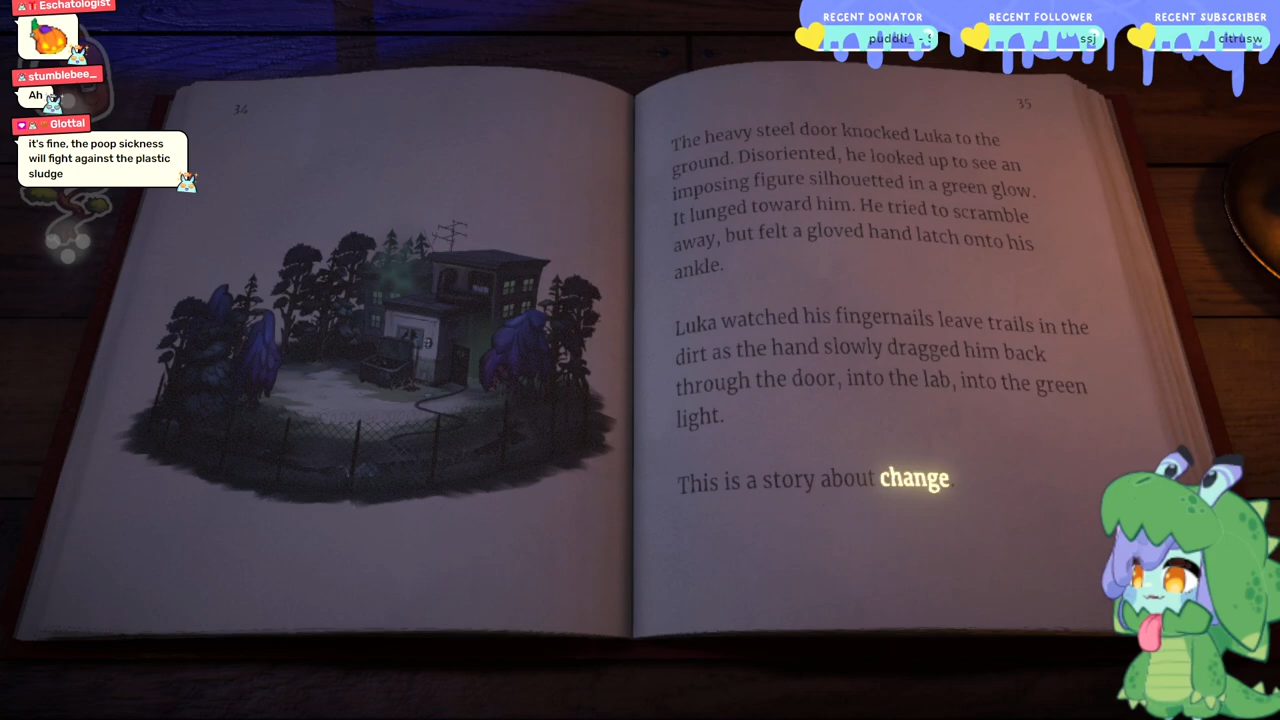 Eschatologist
stumblebee_
Ah
Glottal
it's fine, the poop sickness
will fight against the plastic
sludge
RECENT DONATOR
puddli_ - $
RECENT FOLLOWER
ssj
RECENT SUBSCRIBER
citrusw
34
35
The heavy steel door knocked Luka to the
ground. Disoriented, he looked up to see an
imposing figure silhouetted in a green glow.
It lunged toward him. He tried to scramble
away, but felt a gloved hand latch onto his
ankle.
Luka watched his fingernails leave trails in the
dirt as the hand slowly dragged him back
through the door, into the lab, into the green
light.
This is a story about change.